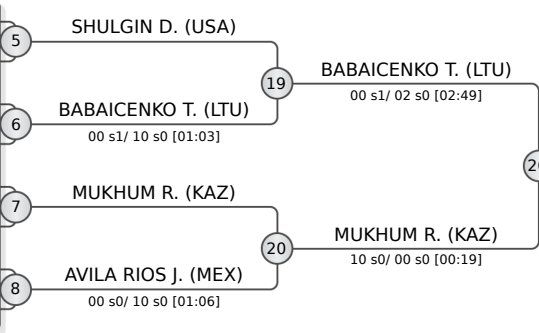 SHULGIN D. (USA)
5
19
BABAICENKO T. (LTU)
00 s1/ 02 s0 [02:49]
BABAICENKO T. (LTU)
6
00 s1/ 10 s0 [01:03]
MUKHUM R. (KAZ)
7
20
MUKHUM R. (KAZ)
10 s0/ 00 s0 [00:19]
AVILA RIOS J. (MEX)
8
00 s0/ 10 s0 [01:06]